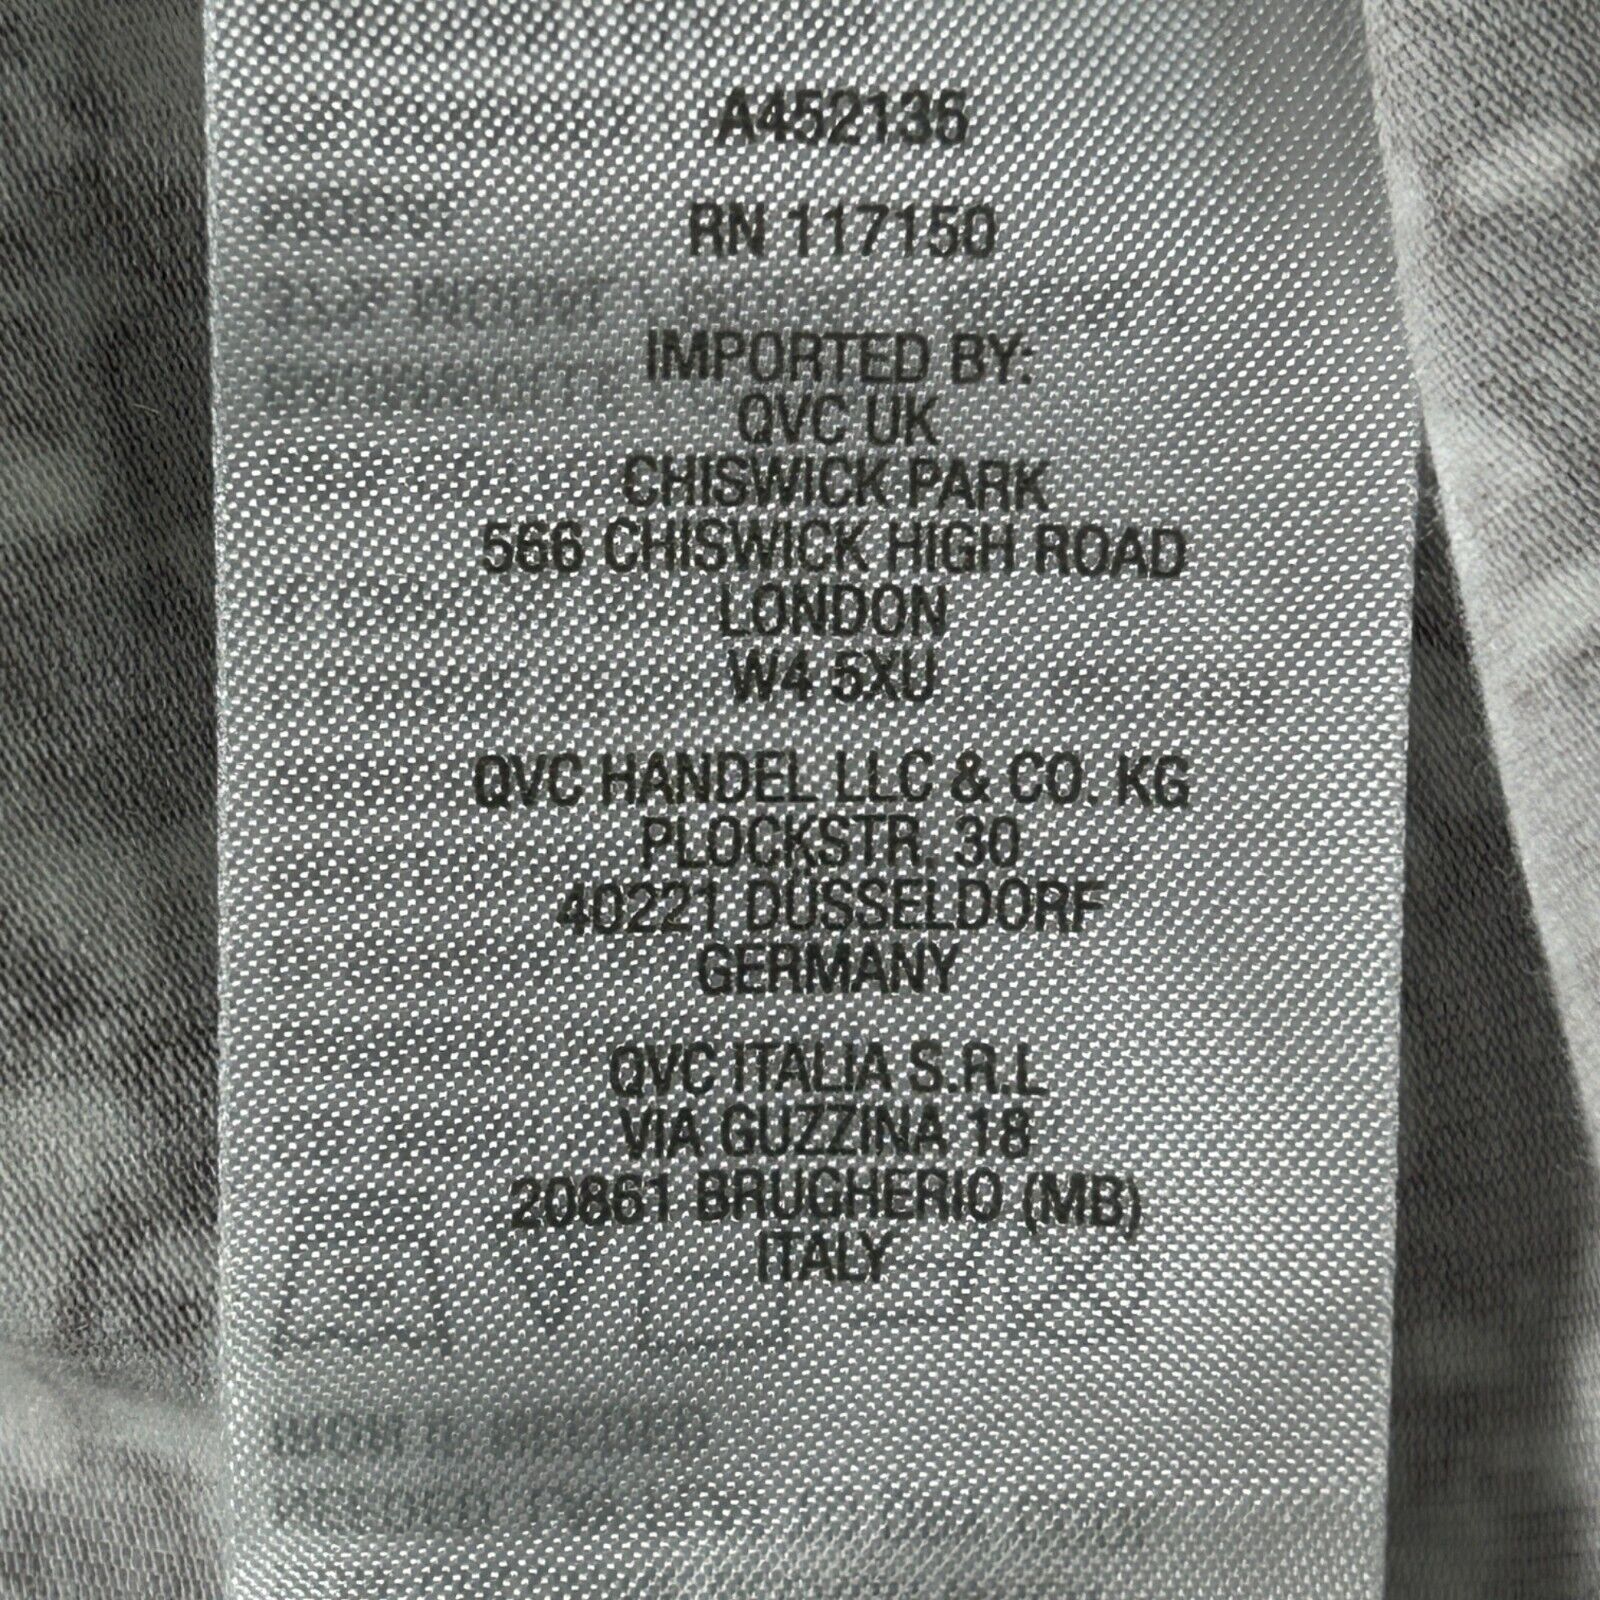 A452136
RN 117150
IMPORTED BY:
QVC UK
CHISWICK PARK
566 CHISWICK HIGH ROAD
LONDON
W4 5XU
QVC HANDEL LLC & CO. KG
PLOCKSTR. 30
40221 DUSSELDORF
GERMANY
QVC ITALIA S.R.L
VIA GUZZINA 18
20861 BRUGHERIO (MB)
ITALY